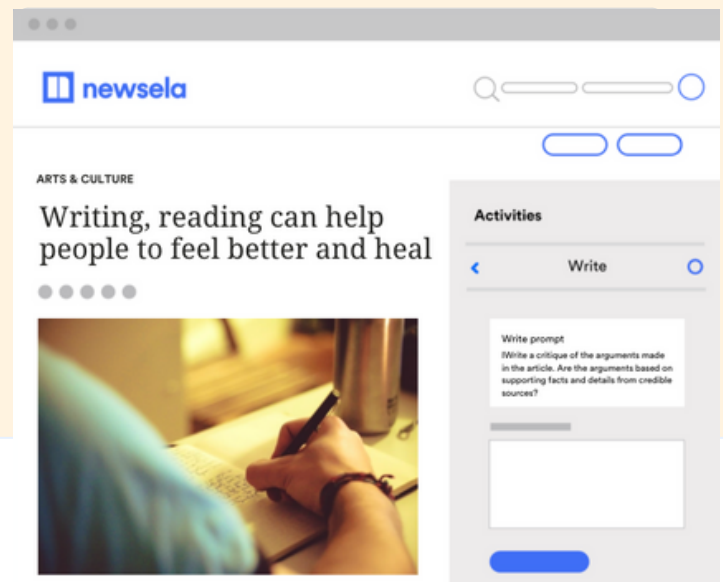 newsela
ARTS & CULTURE
Writing, reading can help
people to feel better and heal
Activities
Write
Write prompt
IWrite a critique of the arguments made
in the article. Are the arguments based on
supporting facts and details from credible
sources?